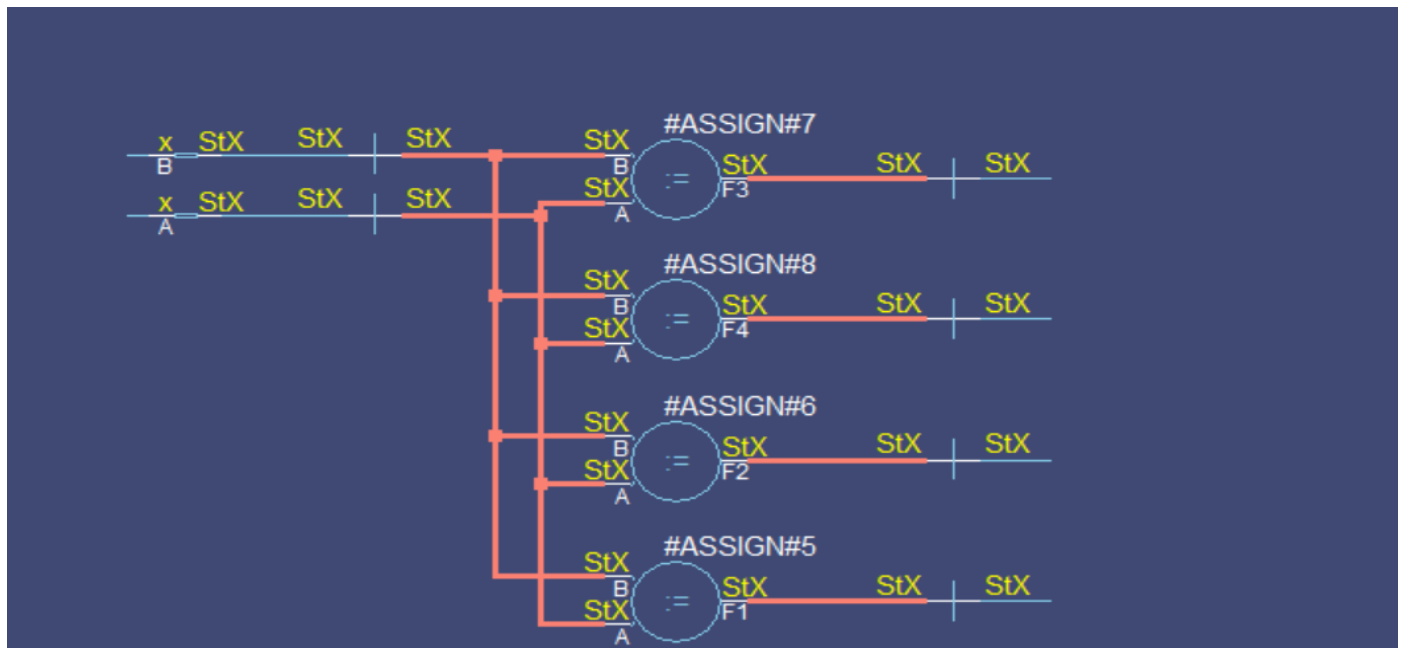 #ASSIGN#7
x StX StX StX StX
B B StX StX StX
x StX StX StX StX F3
A A
#ASSIGN#8
StX
B StX StX StX
StX F4
A
#ASSIGN#6
StX
B StX StX StX
StX F2
A
#ASSIGN#5
StX
B StX StX StX
StX F1
A
:=
:=
:=
:=